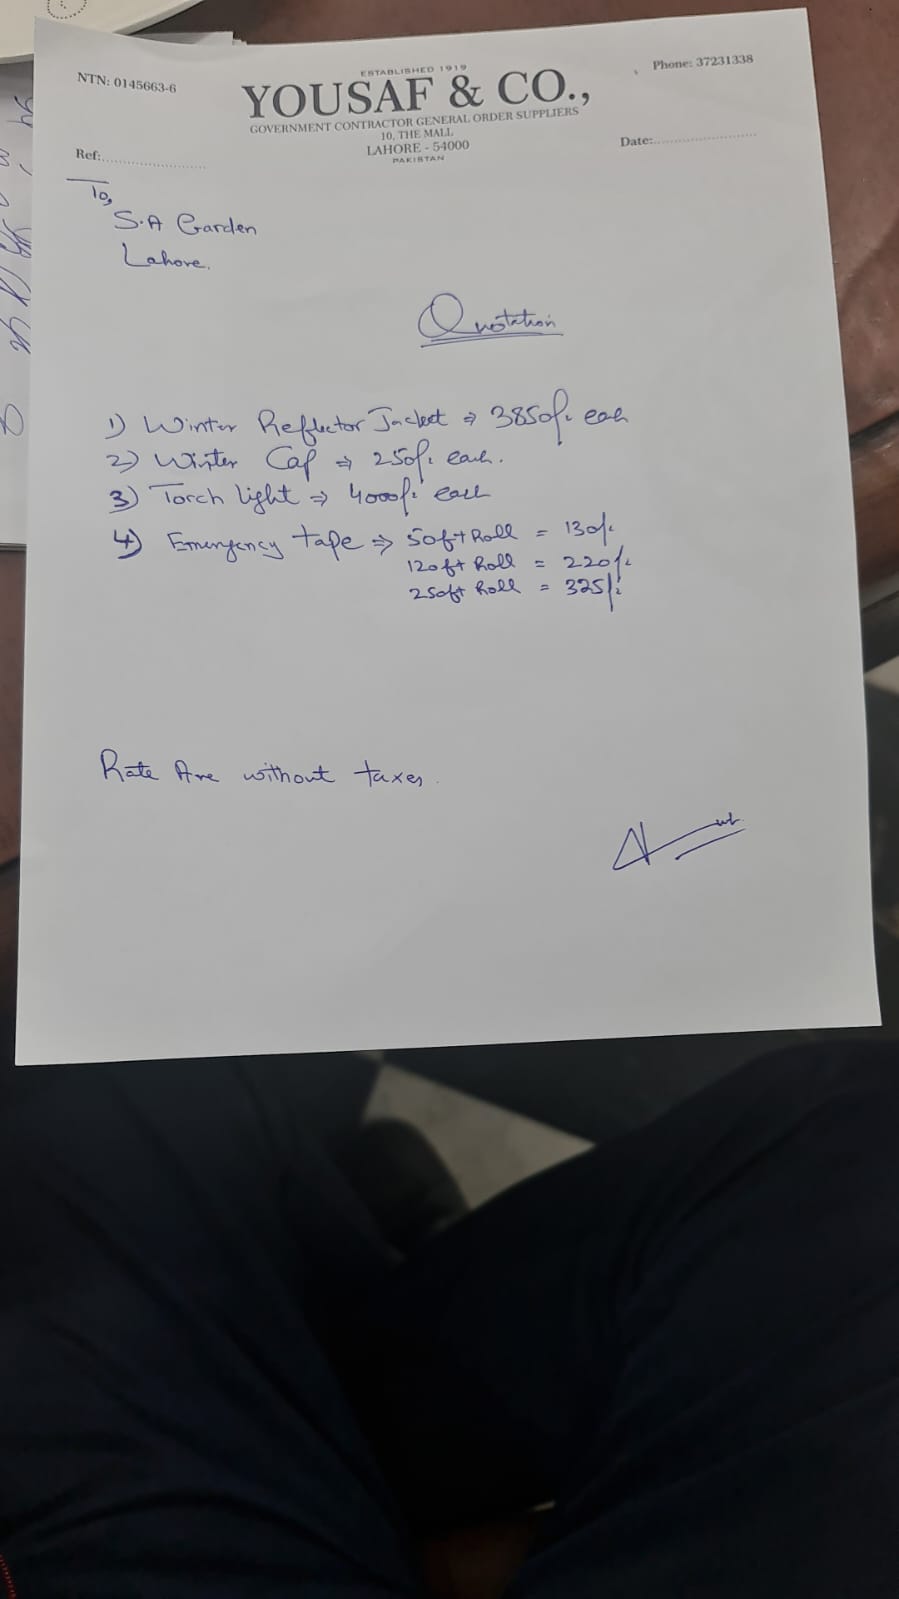 NTN: 0145663-6
Phone: 37231338
ESTABLISHED 1919
YOUSAF & CO.,
GOVERNMENT CONTRACTOR GENERAL ORDER SUPPLIERS
10, THE MALL
LAHORE - 54000
PAKISTAN
Ref:
Date:
To,
S.A Garden
Lahore.
Quotation
1) Winter Reflector Jacket ⇒ 3850/- each
2) Winter Cap ⇒ 250/- each.
3) Torch light ⇒ 4000/- each
4) Emergency tape ⇒ 50ft Roll = 130/-
120ft Roll = 220/-
250ft Roll = 325/-
Rate Are without taxes.